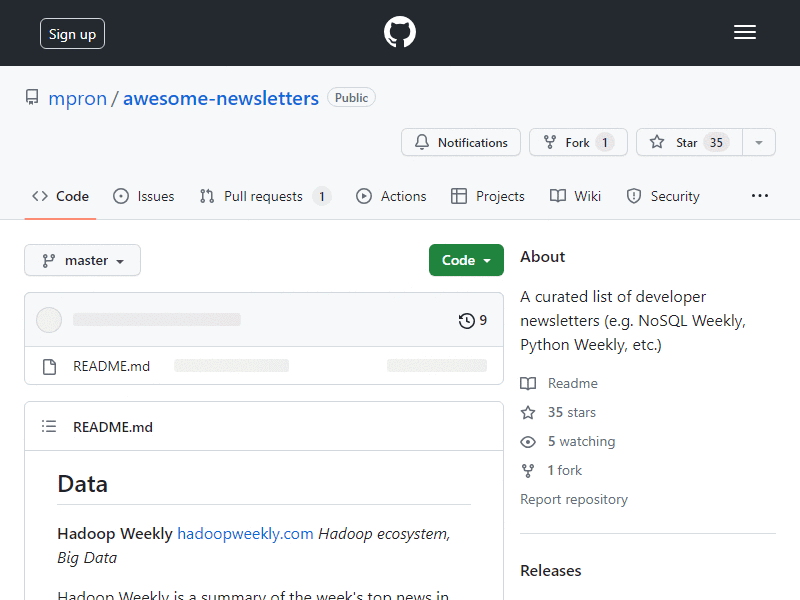 Sign up
mpron / awesome-newsletters Public
Notifications Fork 1 Star 35
Code Issues Pull requests 1 Actions Projects Wiki Security
master Code
9
README.md
README.md
Data
Hadoop Weekly hadoopweekly.com Hadoop ecosystem,
Big Data
Hadoop Weekly is a summary of the week's top news in
About
A curated list of developer
newsletters (e.g. NoSQL Weekly,
Python Weekly, etc.)
Readme
35 stars
5 watching
1 fork
Report repository
Releases